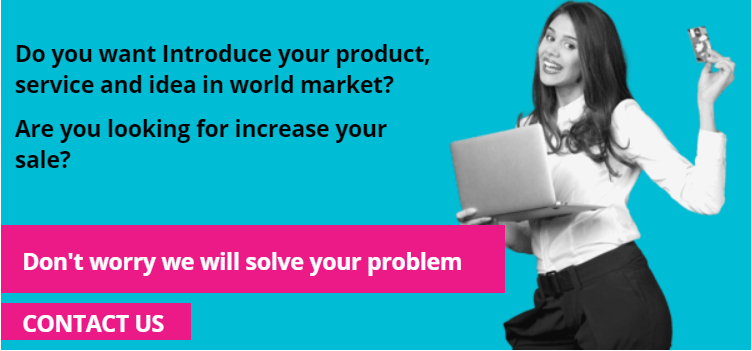 Do you want Introduce your product,
service and idea in world market?
Are you looking for increase your
sale?
Don't worry we will solve your problem
CONTACT US